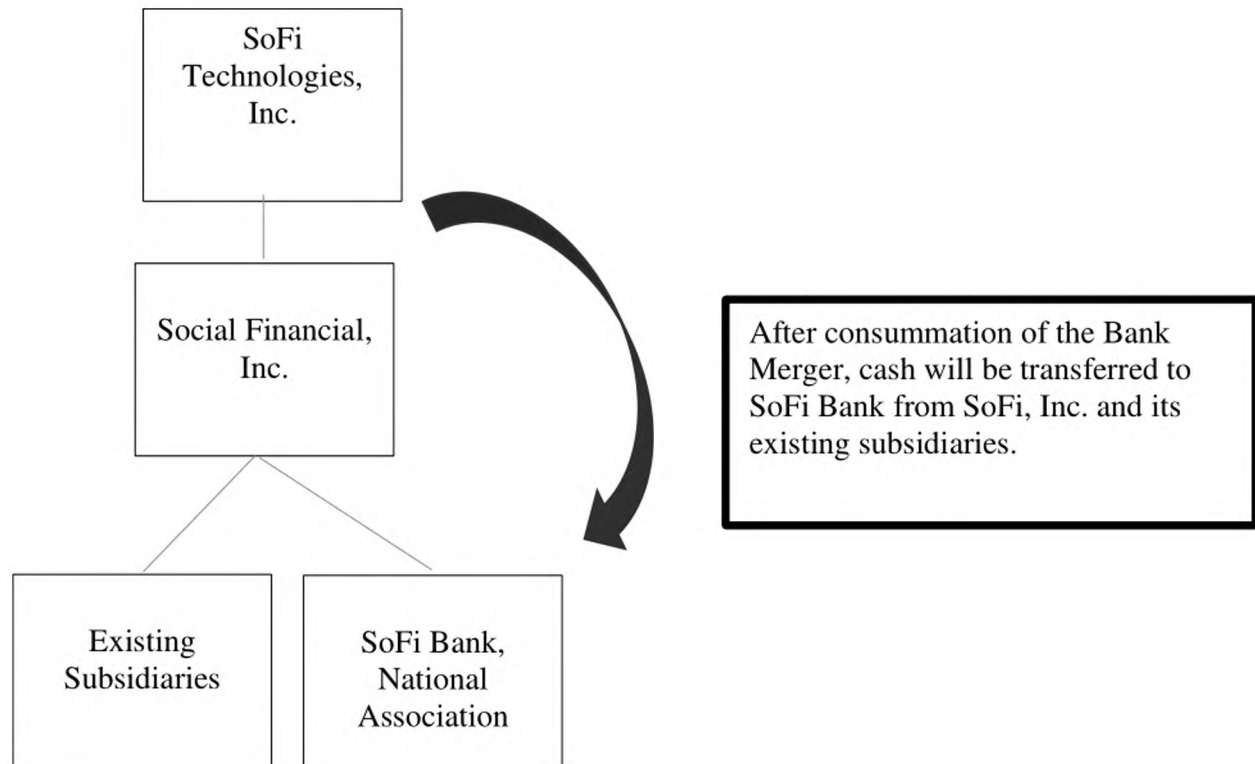 SoFi
Technologies,
Inc.
Social Financial,
Inc.
After consummation of the Bank
Merger, cash will be transferred to
SoFi Bank from SoFi, Inc. and its
existing subsidiaries.
Existing
Subsidiaries
SoFi Bank,
National
Association